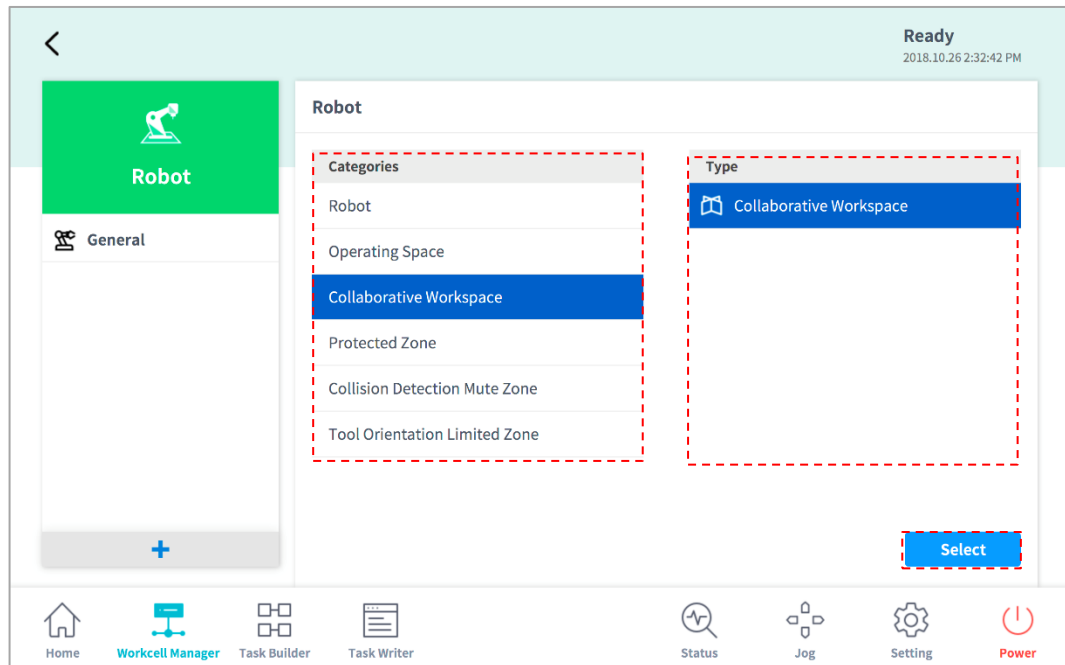 Ready
2018.10.26 2:32:42 PM
Robot
General
Robot
Categories
Robot
Operating Space
Collaborative Workspace
Protected Zone
Collision Detection Mute Zone
Tool Orientation Limited Zone
Type
Collaborative Workspace
Select
Home
Workcell Manager
Task Builder
Task Writer
Status
Jog
Setting
Power